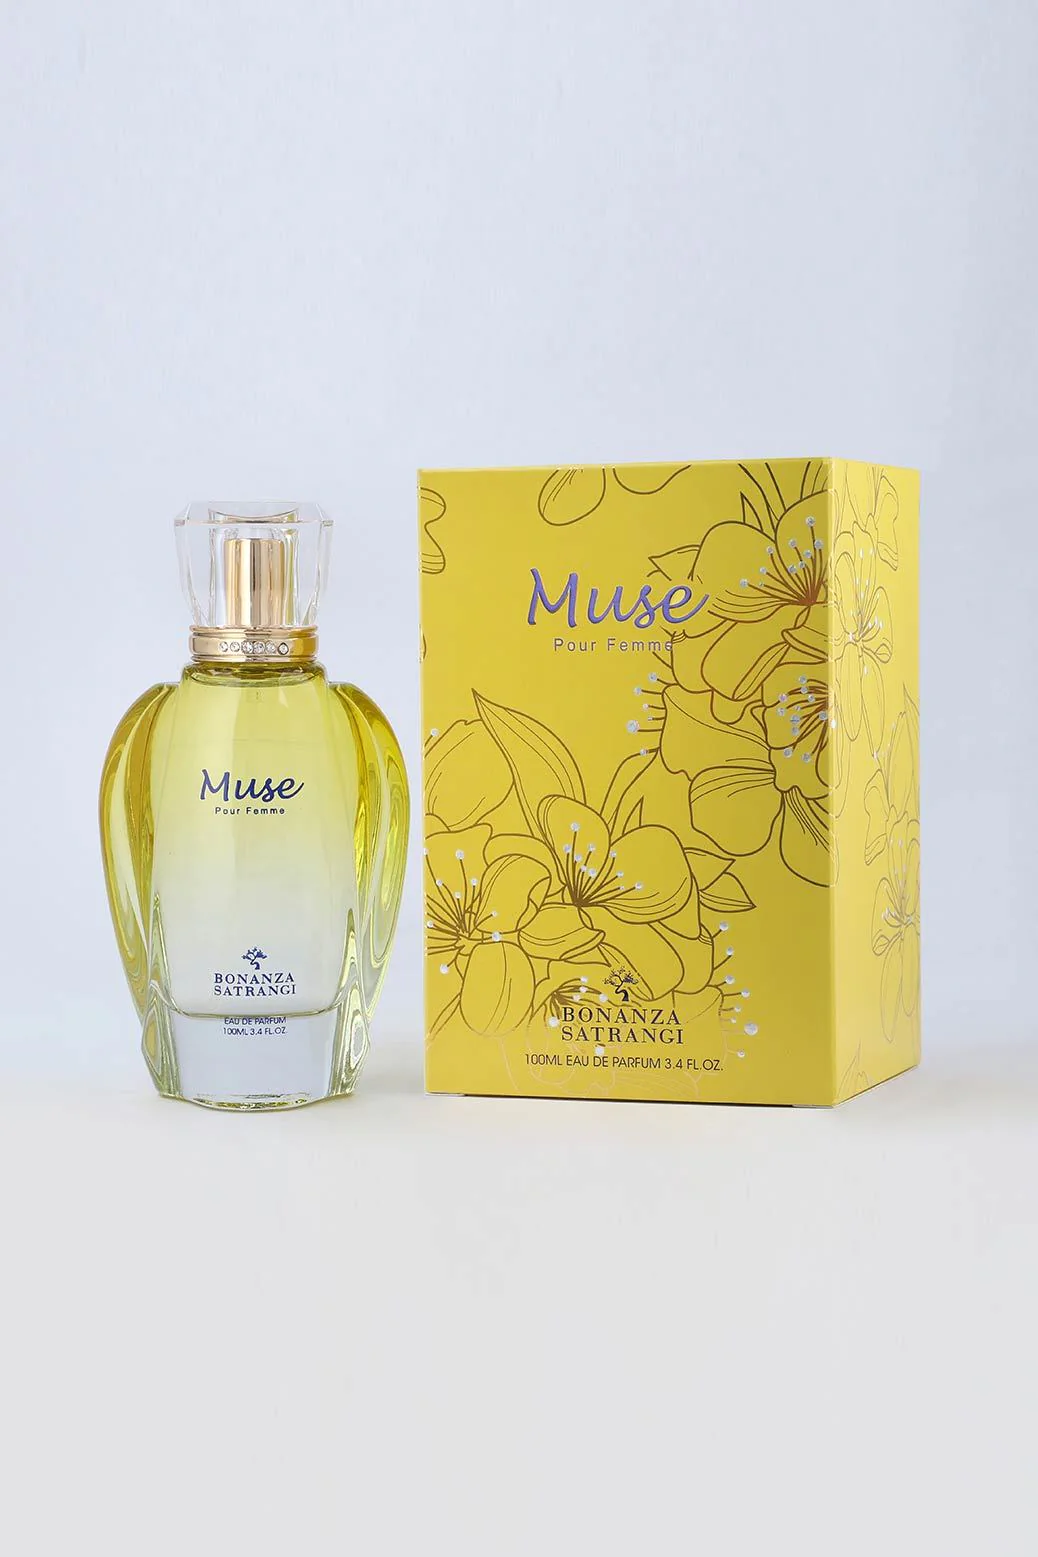 Muse
Pour Femme
BONANZA
SATRANGI
EAU DE PARFUM
100ML 3.4 FL.OZ.
Muse
Pour Femme
BONANZA
SATRANGI
100ML EAU DE PARFUM 3.4 FL.OZ.